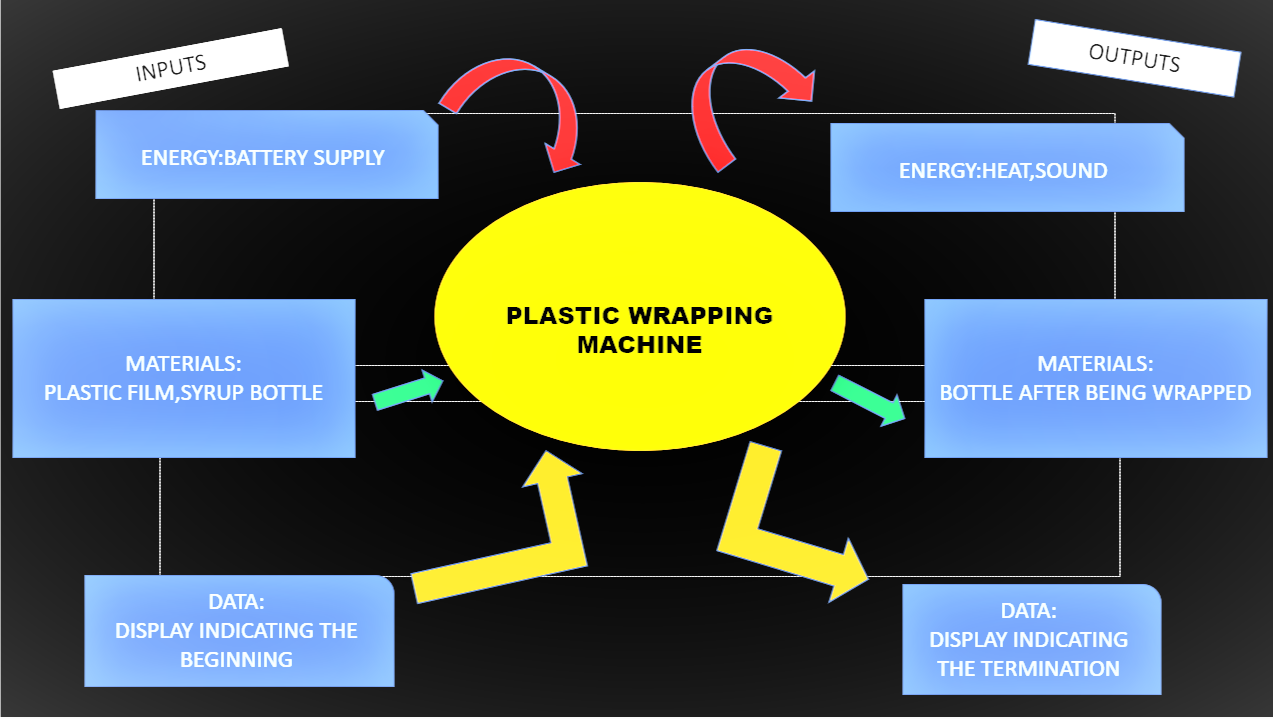 INPUTS
OUTPUTS
ENERGY:BATTERY SUPPLY
ENERGY:HEAT,SOUND
PLASTIC WRAPPING
MACHINE
MATERIALS:
PLASTIC FILM,SYRUP BOTTLE
MATERIALS:
BOTTLE AFTER BEING WRAPPED
DATA:
DISPLAY INDICATING THE
BEGINNING
DATA:
DISPLAY INDICATING
THE TERMINATION